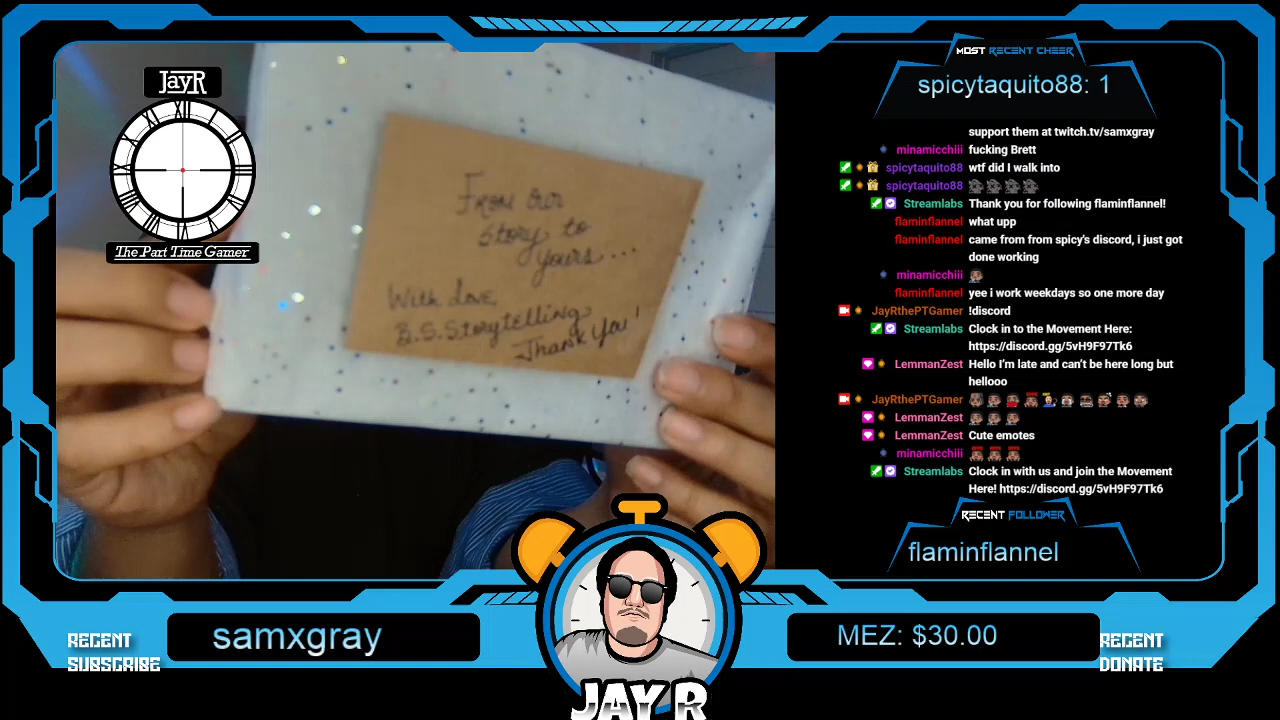 MOST RECENT CHEER
spicytaquito88: 1
JayR
The Part Time Gamer
From our
story to
yours...
With Love,
B.S.Storytelling
Thank You!
support them at twitch.tv/samxgray
minamicchiii fucking Brett
spicytaquito88 wtf did I walk into
spicytaquito88
Streamlabs Thank you for following flaminflannel!
flaminflannel what upp
flaminflannel came from from spicy's discord, i just got
done working
minamicchiii
flaminflannel yee i work weekdays so one more day
JayRthePTGamer !discord
Streamlabs Clock in to the Movement Here:
https://discord.gg/5vH9F97Tk6
LemmanZest Hello I'm late and can't be here long but
hellooo
JayRthePTGamer
LemmanZest
LemmanZest Cute emotes
minamicchiii
Streamlabs Clock in with us and join the Movement
Here! https://discord.gg/5vH9F97Tk6
RECENT FOLLOWER
flaminflannel
RECENT
SUBSCRIBE
samxgray
MEZ: $30.00
RECENT
DONATE
JAY R